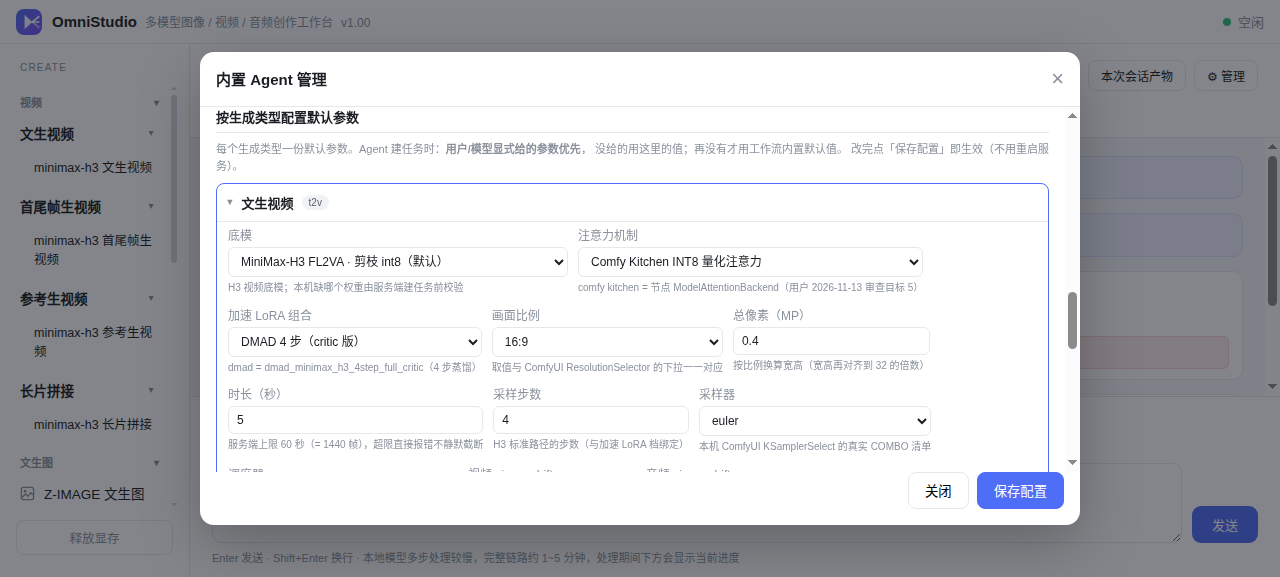 OmniStudio 多模型图像 / 视频 / 音频创作工作台 v1.00
空闲
CREATE
视频
文生视频
minimax-h3 文生视频
首尾帧生视频
minimax-h3 首尾帧生
视频
参考生视频
minimax-h3 参考生视
频
长片拼接
minimax-h3 长片拼接
文生图
Z-IMAGE 文生图
释放显存
本次会话产物
⚙ 管理
内置 Agent 管理
×
按生成类型配置默认参数
每个生成类型一份默认参数。Agent 建任务时：用户/模型显式给的参数优先， 没给的用这里的值；再没有才用工作流内置默认值。 改完点「保存配置」即生效（不用重启服
务）。
文生视频 t2v
底模 注意力机制
MiniMax-H3 FL2VA · 剪枝 int8（默认） Comfy Kitchen INT8 量化注意力
H3 视频底模；本机缺哪个权重由服务端建任务前校验 comfy kitchen = 节点 ModelAttentionBackend（用户 2026-11-13 审查目标 5）
加速 LoRA 组合 画面比例 总像素（MP）
DMAD 4 步（critic 版） 16:9 0.4
dmad = dmad_minimax_h3_4step_full_critic（4 步蒸馏） 取值与 ComfyUI ResolutionSelector 的下拉一一对应 按比例换算宽高（宽高再对齐到 32 的倍数）
时长（秒） 采样步数 采样器
5 4 euler
服务端上限 60 秒（= 1440 帧），超限直接报错不静默截断 H3 标准路径的步数（与加速 LoRA 档绑定） 本机 ComfyUI KSamplerSelect 的真实 COMBO 清单
关闭
保存配置
发送
Enter 发送 · Shift+Enter 换行 · 本地模型多步处理较慢，完整链路约 1~5 分钟，处理期间下方会显示当前进度